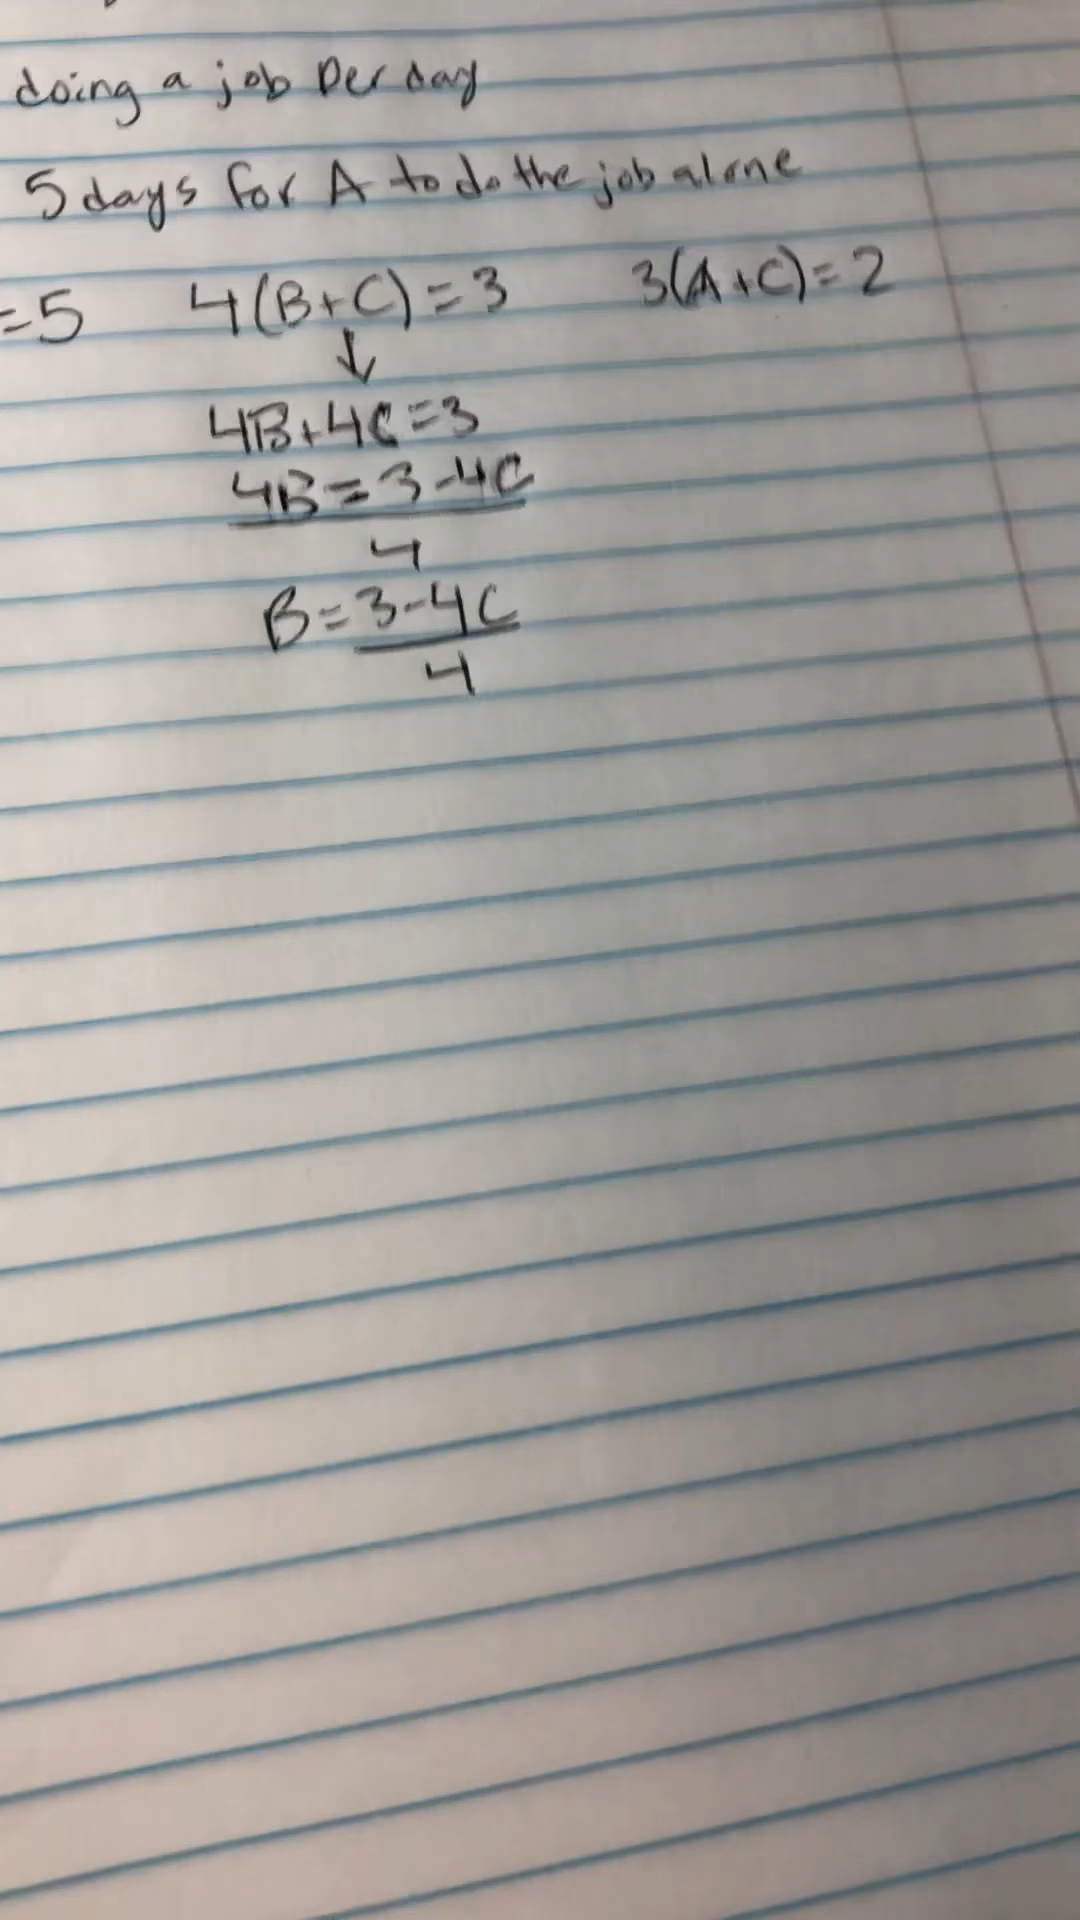 doing a job per day
5 days for A to do the job alone
=5 4(B+C)=3 3(A+C)=2
↓
4B+4C=3
4B=3-4C
4
B=3-4C
4